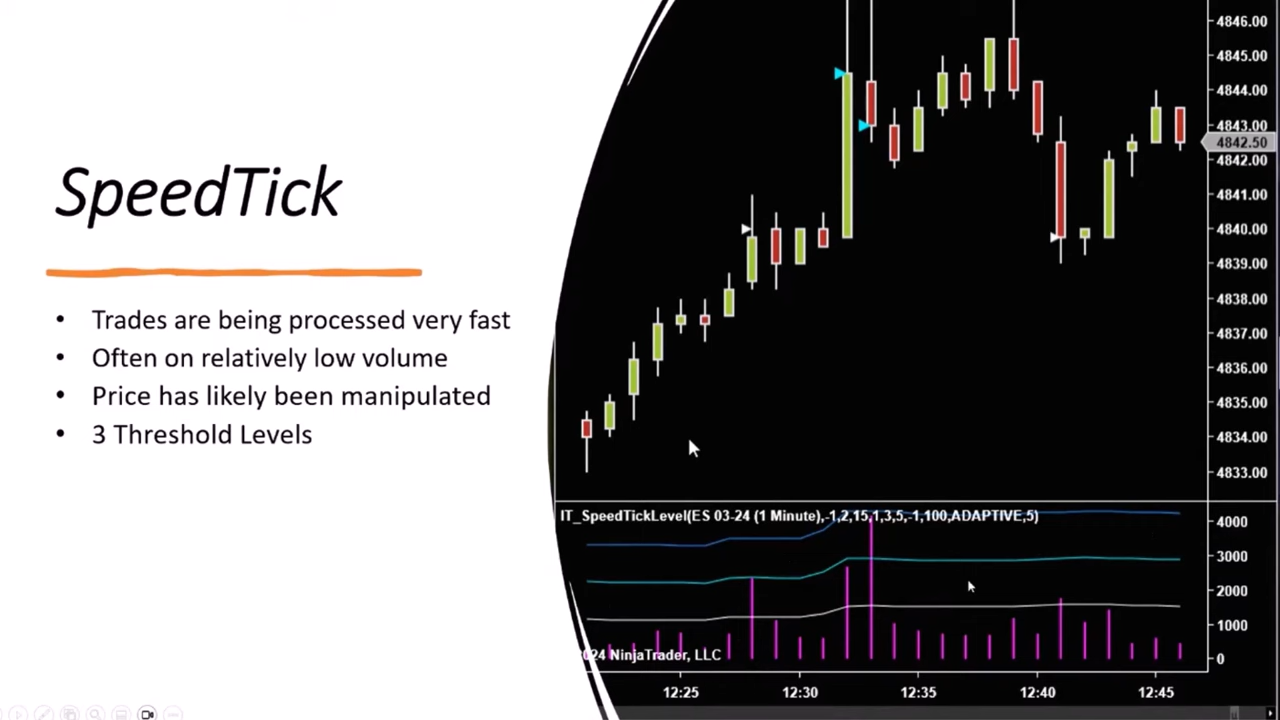 SpeedTick
• Trades are being processed very fast
• Often on relatively low volume
• Price has likely been manipulated
• 3 Threshold Levels
4846.00
4845.00
4844.00
4843.00
4842.50
4842.00
4841.00
4840.00
4839.00
4838.00
4837.00
4836.00
4835.00
4834.00
4833.00
IT_SpeedTickLevel(ES 03-24 (1 Minute),-1,2,15,1,3,5,-1,100,ADAPTIVE,5)
4000
3000
2000
1000
0
024 NinjaTrader, LLC
12:25 12:30 12:35 12:40 12:45